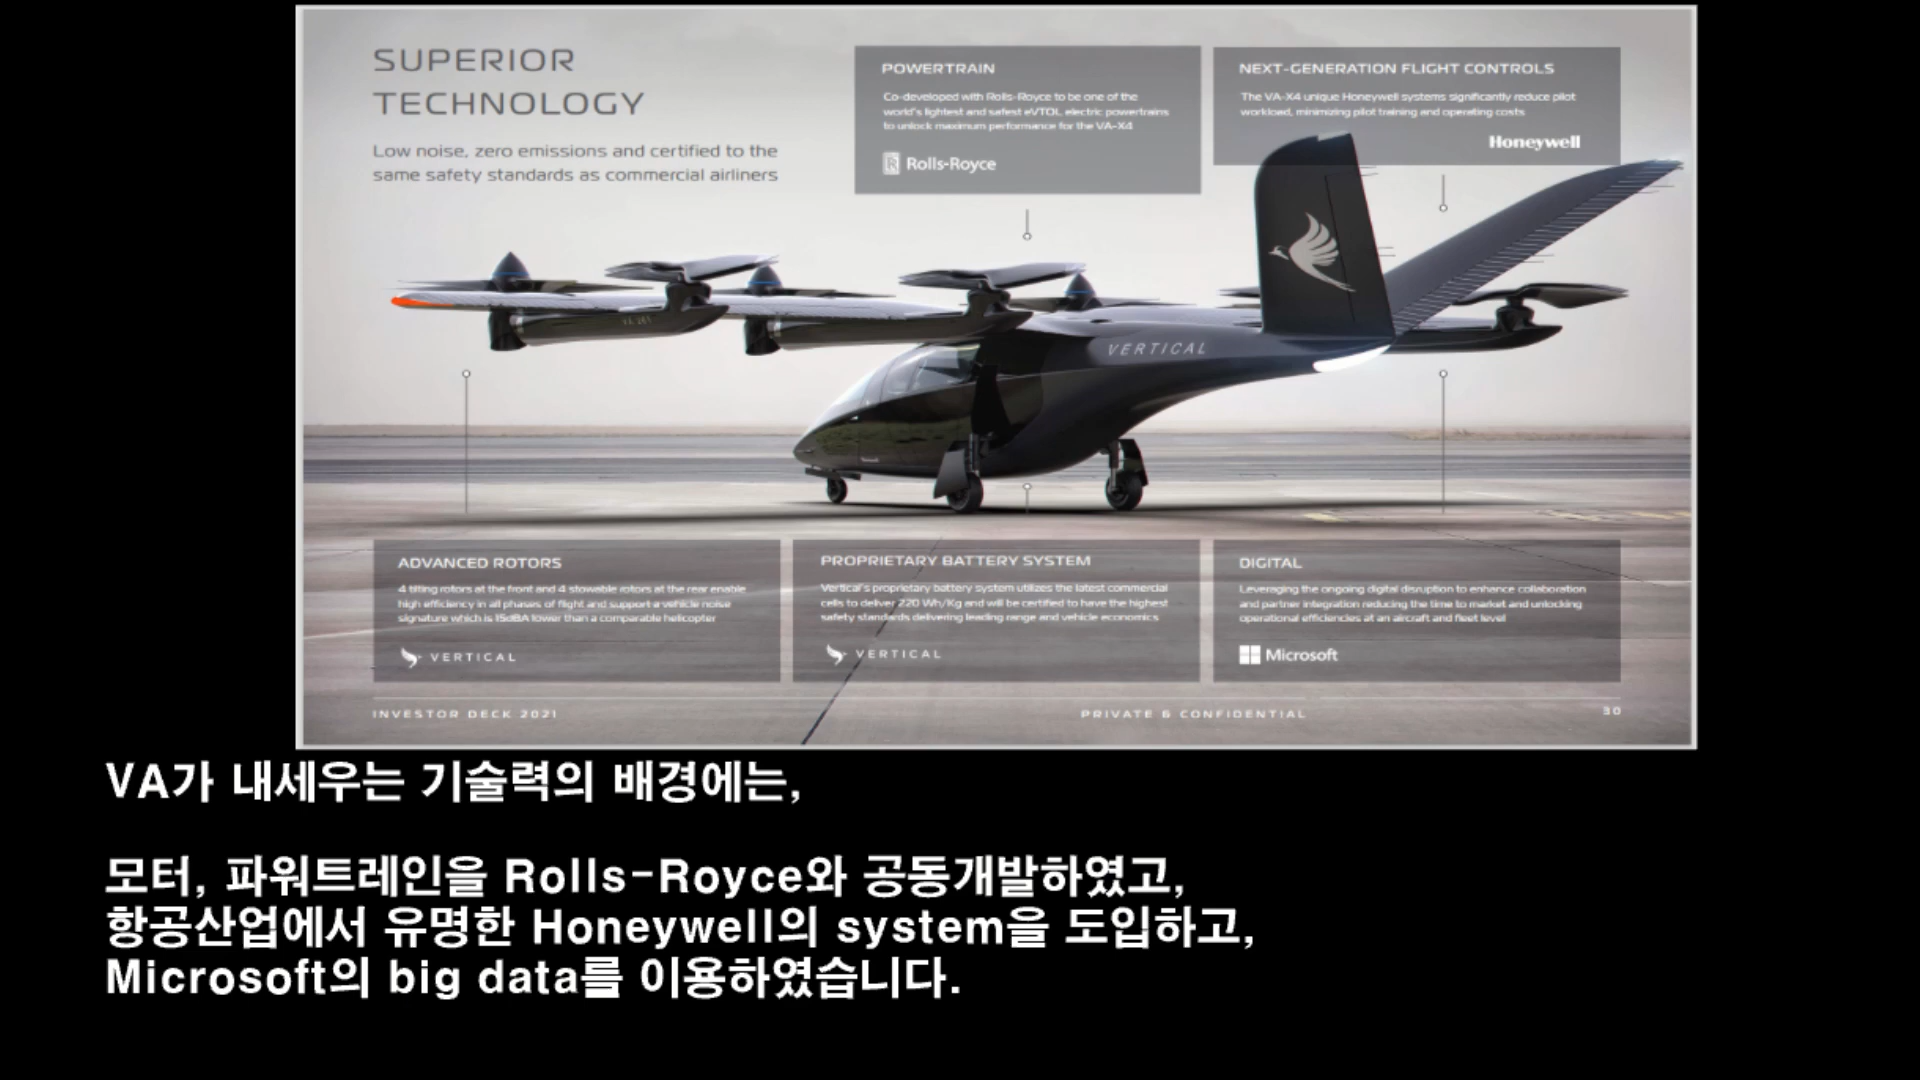 SUPERIOR
TECHNOLOGY
Low noise, zero emissions and certified to the
same safety standards as commercial airliners
POWERTRAIN
Co-developed with Rolls-Royce to be one of the
world's lightest and safest eVTOL electric powertrains
to unlock maximum performance for the VA-X4
Rolls-Royce
NEXT-GENERATION FLIGHT CONTROLS
The VA-X4 unique Honeywell systems significantly reduce pilot
workload, minimizing pilot training and operating costs
Honeywell
VERTICAL
ADVANCED ROTORS
4 tilting rotors at the front and 4 stowable rotors at the rear enable
high efficiency in all phases of flight and support a vehicle noise
signature which is 15dBA lower than a comparable helicopter
VERTICAL
PROPRIETARY BATTERY SYSTEM
Vertical's proprietary battery system utilizes the latest commercial
cells to deliver 220 Wh/Kg and will be certified to have the highest
safety standards delivering leading range and vehicle economics
VERTICAL
DIGITAL
Leveraging the ongoing digital disruption to enhance collaboration
and partner integration reducing the time to market and unlocking
operational efficiencies at an aircraft and fleet level
Microsoft
INVESTOR DECK 2021
PRIVATE & CONFIDENTIAL
30
VA가 내세우는 기술력의 배경에는,
모터, 파워트레인을 Rolls-Royce와 공동개발하였고,
항공산업에서 유명한 Honeywell의 system을 도입하고,
Microsoft의 big data를 이용하였습니다.